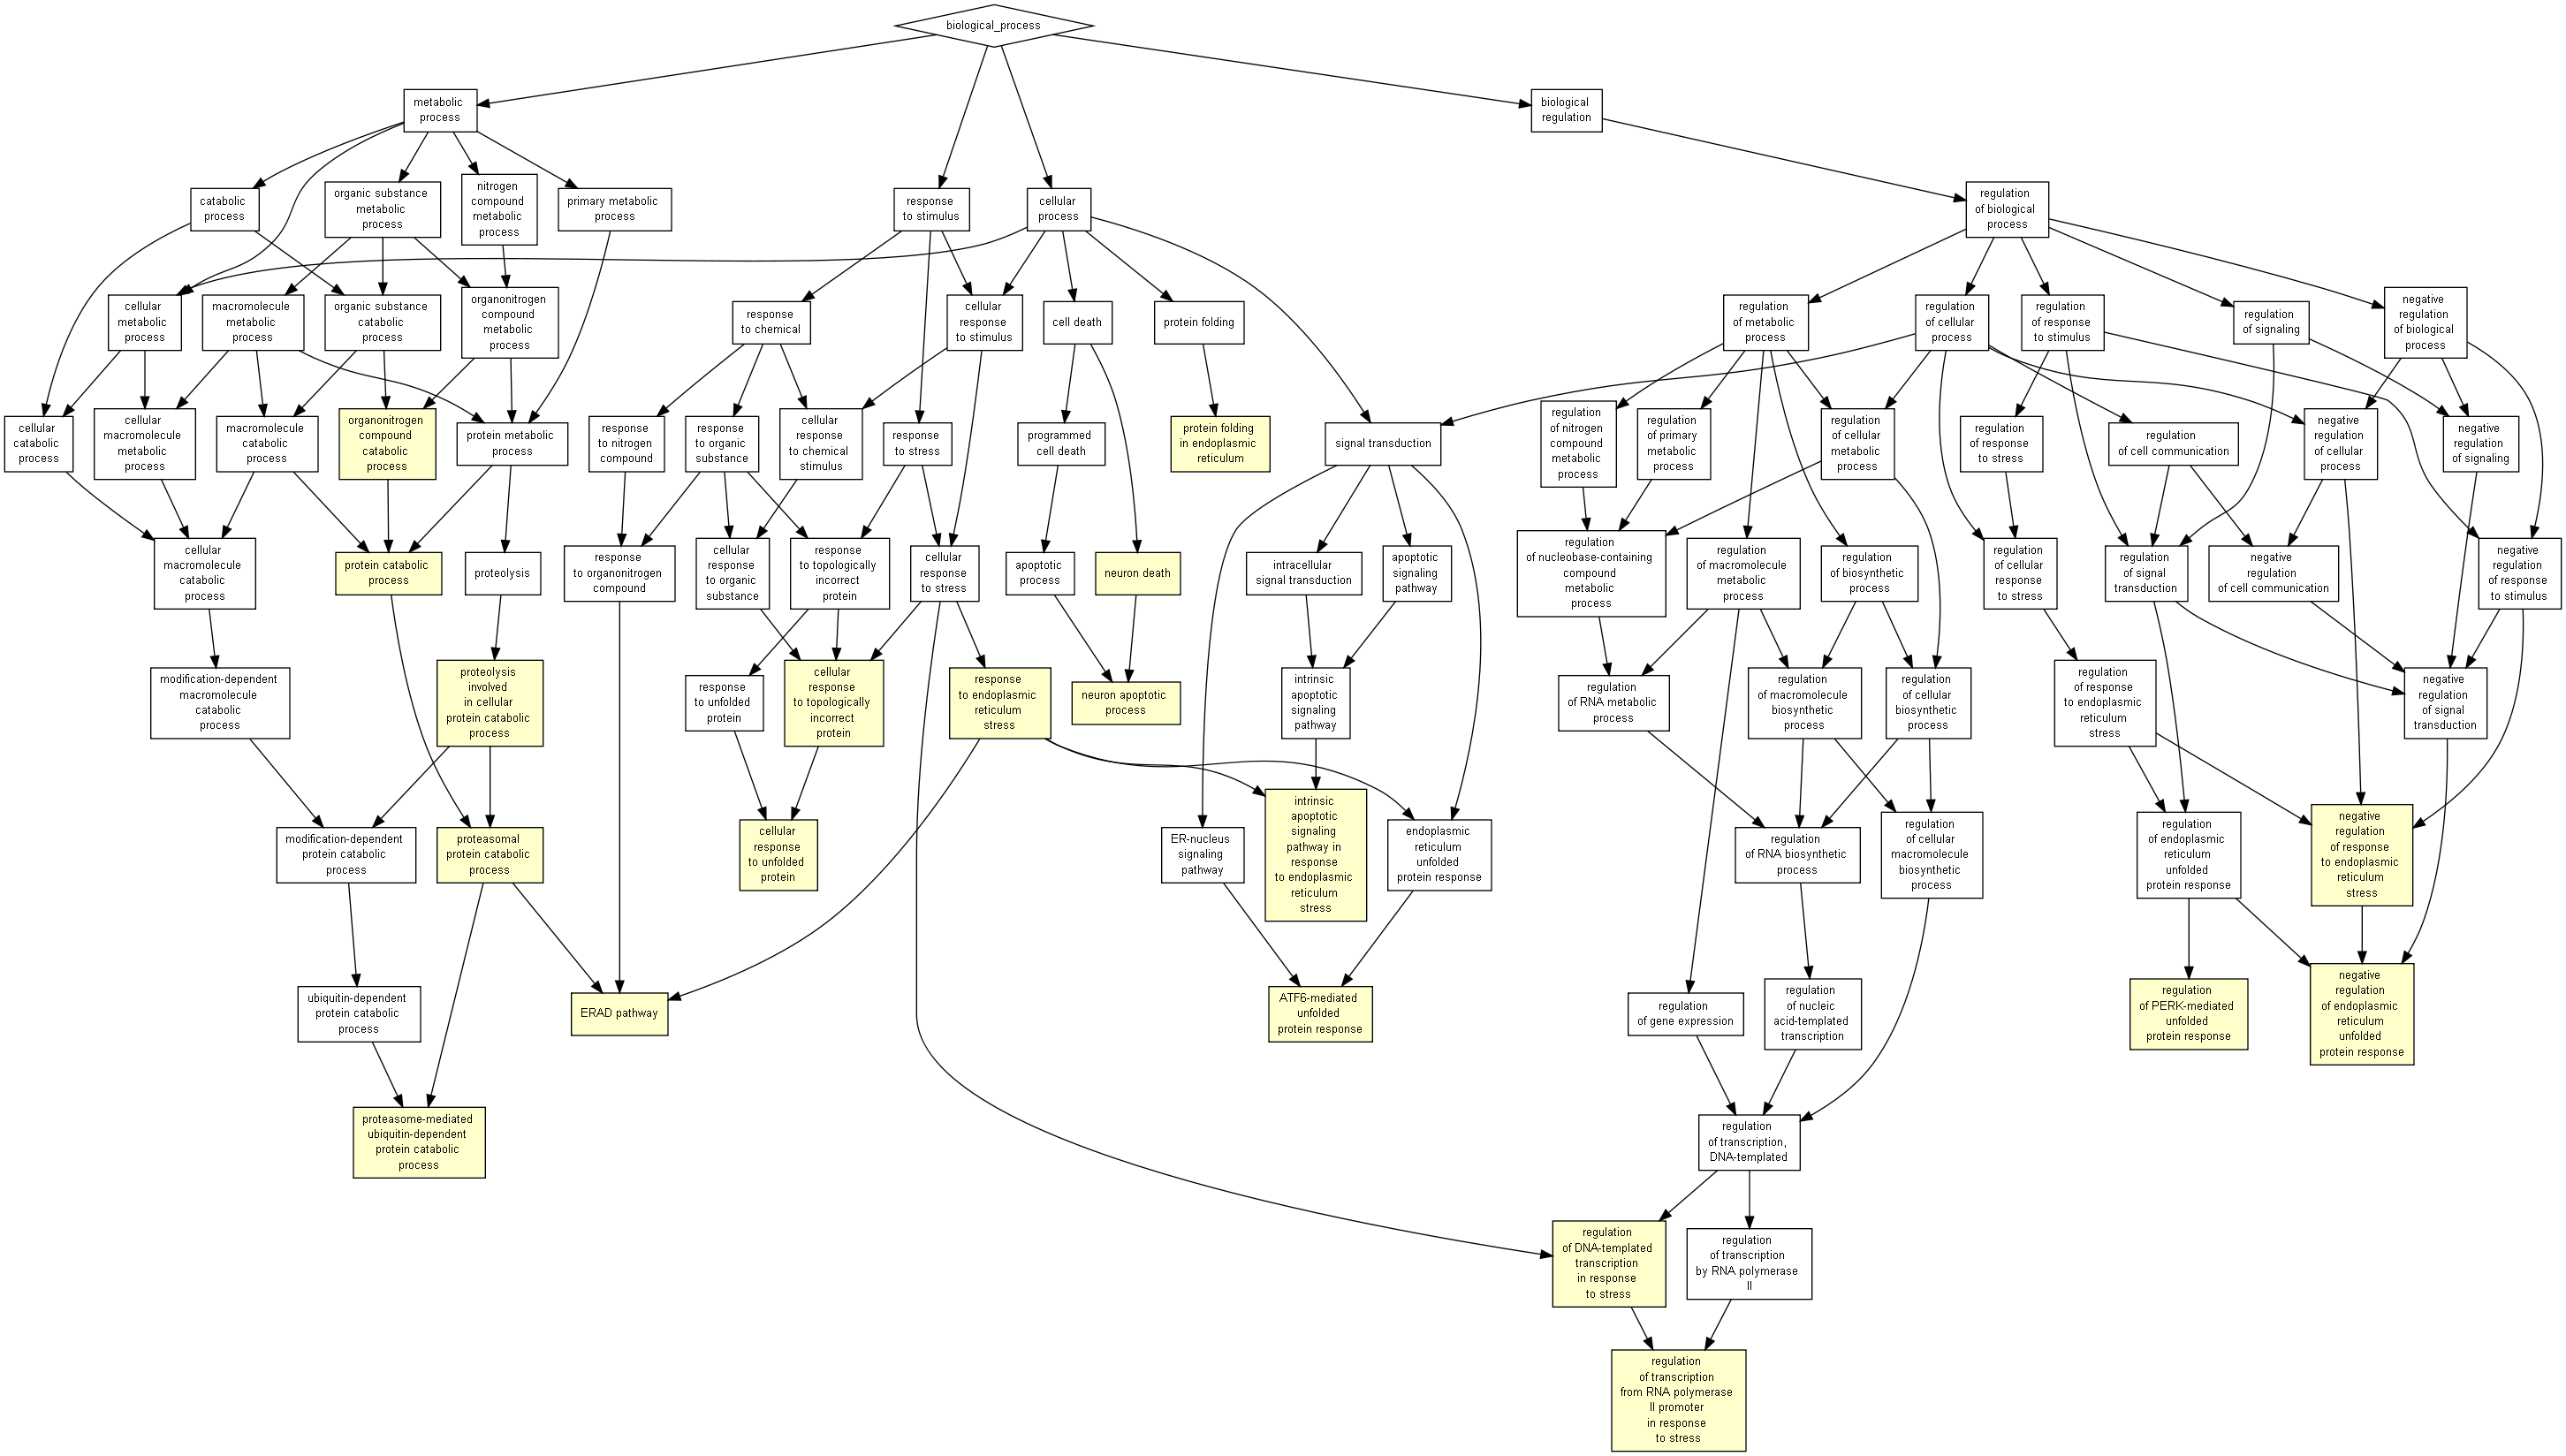 biological_process
metabolic
process
biological
regulation
catabolic
process
organic substance
metabolic
process
nitrogen
compound
metabolic
process
primary metabolic
process
response
to stimulus
cellular
process
regulation
of biological
process
cellular
metabolic
process
macromolecule
metabolic
process
organic substance
catabolic
process
organonitrogen
compound
metabolic
process
response
to chemical
cellular
response
to stimulus
cell death
protein folding
regulation
of metabolic
process
regulation
of cellular
process
regulation
of response
to stimulus
regulation
of signaling
negative
regulation
of biological
process
cellular
catabolic
process
cellular
macromolecule
metabolic
process
macromolecule
catabolic
process
organonitrogen
compound
catabolic
process
protein metabolic
process
response
to nitrogen
compound
response
to organic
substance
cellular
response
to chemical
stimulus
response
to stress
programmed
cell death
protein folding
in endoplasmic
reticulum
signal transduction
regulation
of nitrogen
compound
metabolic
process
regulation
of primary
metabolic
process
regulation
of cellular
metabolic
process
regulation
of response
to stress
regulation
of cell communication
negative
regulation
of cellular
process
negative
regulation
of signaling
cellular
macromolecule
catabolic
process
protein catabolic
process
proteolysis
response
to organonitrogen
compound
cellular
response
to organic
substance
response
to topologically
incorrect
protein
cellular
response
to stress
apoptotic
process
neuron death
intracellular
signal transduction
apoptotic
signaling
pathway
regulation
of nucleobase-containing
compound
metabolic
process
regulation
of macromolecule
metabolic
process
regulation
of biosynthetic
process
regulation
of cellular
response
to stress
regulation
of signal
transduction
negative
regulation
of cell communication
negative
regulation
of response
to stimulus
modification-dependent
macromolecule
catabolic
process
proteolysis
involved
in cellular
protein catabolic
process
response
to unfolded
protein
cellular
response
to topologically
incorrect
protein
response
to endoplasmic
reticulum
stress
neuron apoptotic
process
intrinsic
apoptotic
signaling
pathway
regulation
of RNA metabolic
process
regulation
of macromolecule
biosynthetic
process
regulation
of cellular
biosynthetic
process
regulation
of response
to endoplasmic
reticulum
stress
negative
regulation
of signal
transduction
modification-dependent
protein catabolic
process
proteasomal
protein catabolic
process
cellular
response
to unfolded
protein
ER-nucleus
signaling
pathway
intrinsic
apoptotic
signaling
pathway in
response
to endoplasmic
reticulum
stress
endoplasmic
reticulum
unfolded
protein response
regulation
of RNA biosynthetic
process
regulation
of cellular
macromolecule
biosynthetic
process
regulation
of endoplasmic
reticulum
unfolded
protein response
negative
regulation
of response
to endoplasmic
reticulum
stress
ubiquitin-dependent
protein catabolic
process
ERAD pathway
ATF6-mediated
unfolded
protein response
regulation
of gene expression
regulation
of nucleic
acid-templated
transcription
regulation
of PERK-mediated
unfolded
protein response
negative
regulation
of endoplasmic
reticulum
unfolded
protein response
proteasome-mediated
ubiquitin-dependent
protein catabolic
process
regulation
of transcription,
DNA-templated
regulation
of DNA-templated
transcription
in response
to stress
regulation
of transcription
by RNA polymerase
II
regulation
of transcription
from RNA polymerase
II promoter
in response
to stress